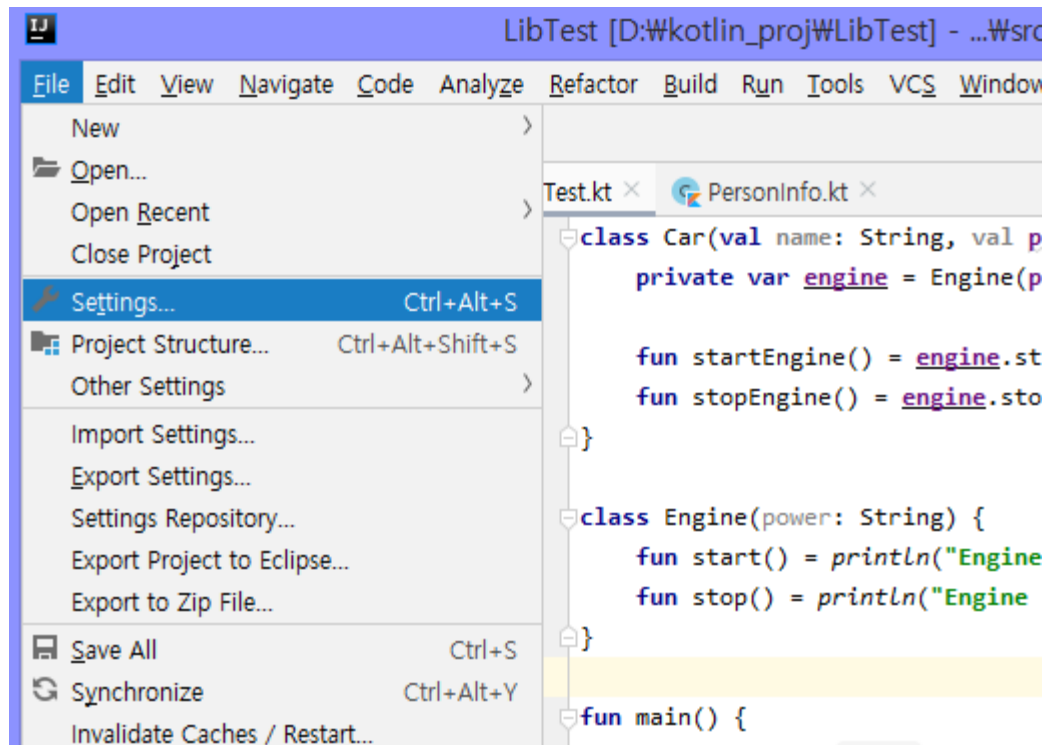 IJ
LibTest [D:₩kotlin_proj₩LibTest] - ...₩src
File Edit View Navigate Code Analyze Refactor Build Run Tools VCS Window
New
Open...
Open Recent
Close Project
Settings... Ctrl+Alt+S
Project Structure... Ctrl+Alt+Shift+S
Other Settings
Import Settings...
Export Settings...
Settings Repository...
Export Project to Eclipse...
Export to Zip File...
Save All Ctrl+S
Synchronize Ctrl+Alt+Y
Invalidate Caches / Restart...
Test.kt PersonInfo.kt
class Car(val name: String, val p
private var engine = Engine(p
fun startEngine() = engine.st
fun stopEngine() = engine.sto
}
class Engine(power: String) {
fun start() = println("Engine
fun stop() = println("Engine
}
fun main() {